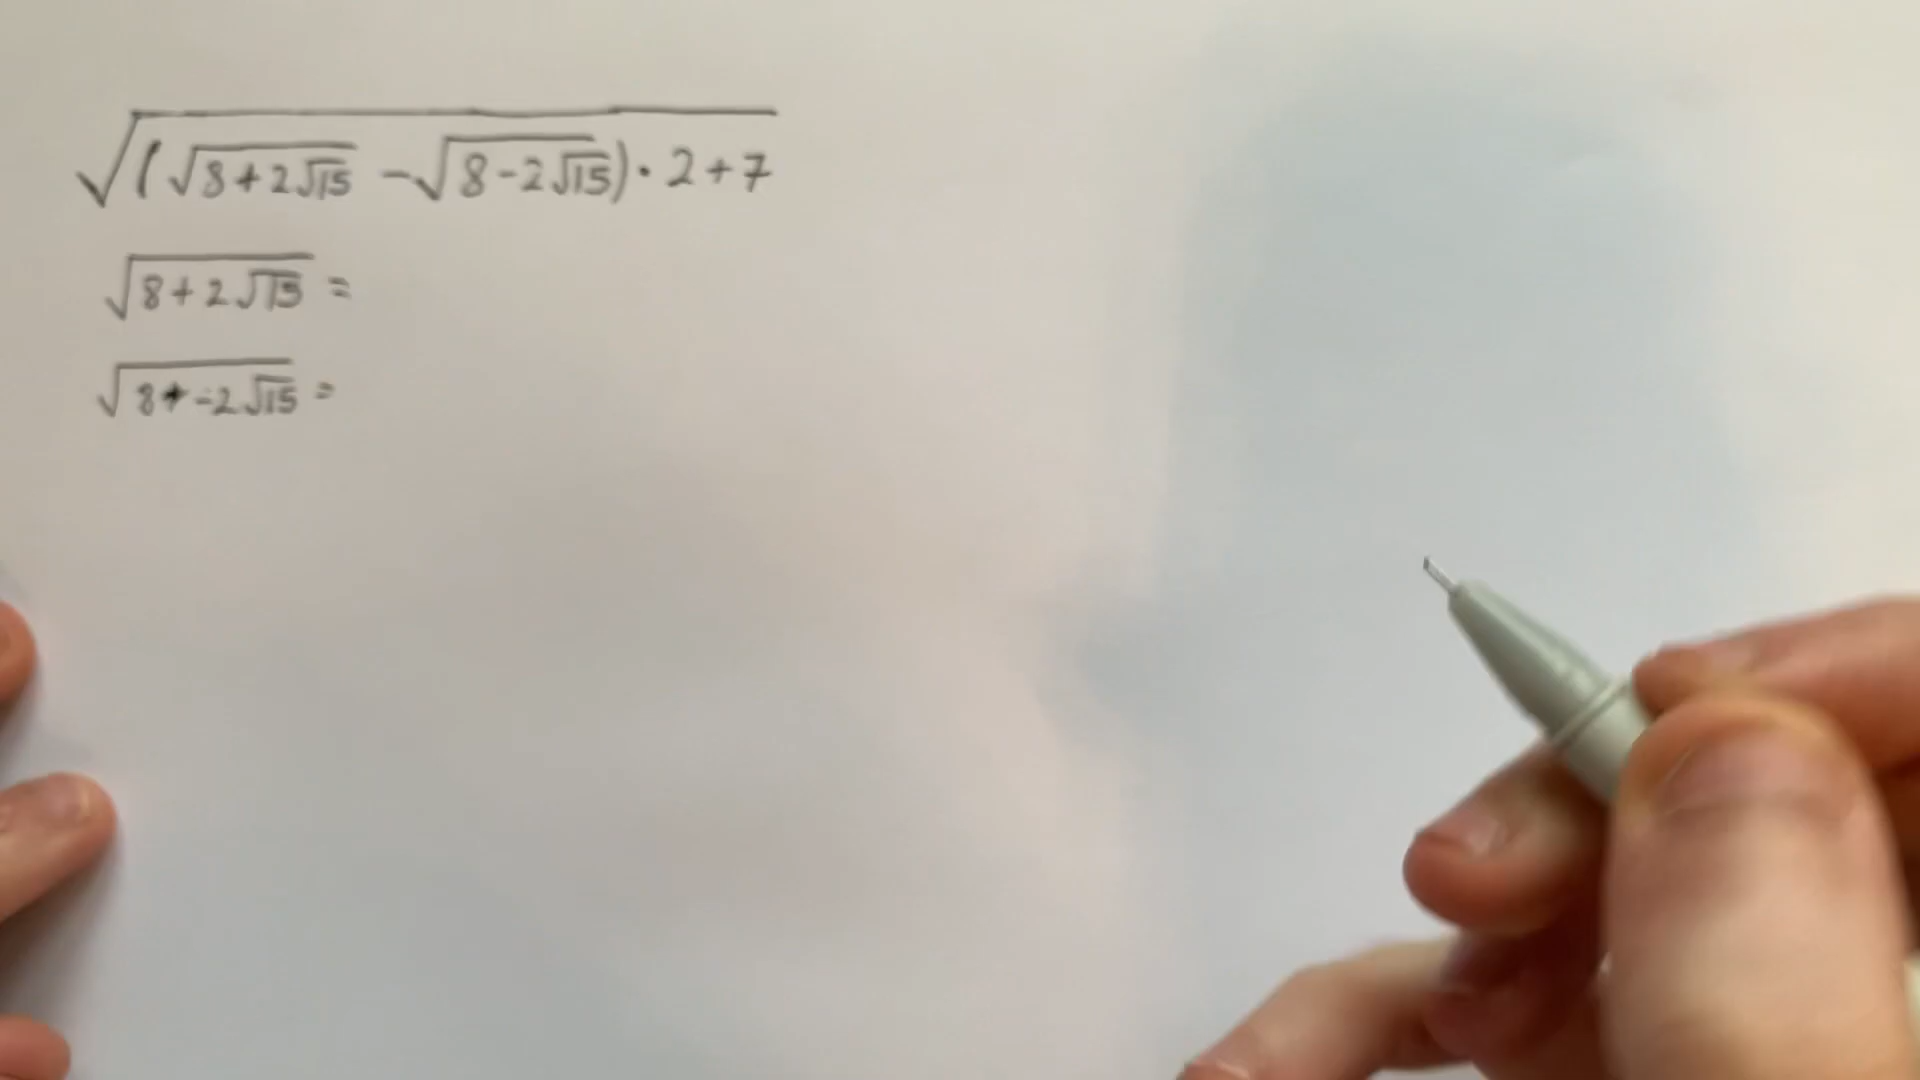 √((√(8+2√15) -√(8-2√15))·2+7)
√(8+2√15) =
√(8+-2√15) =